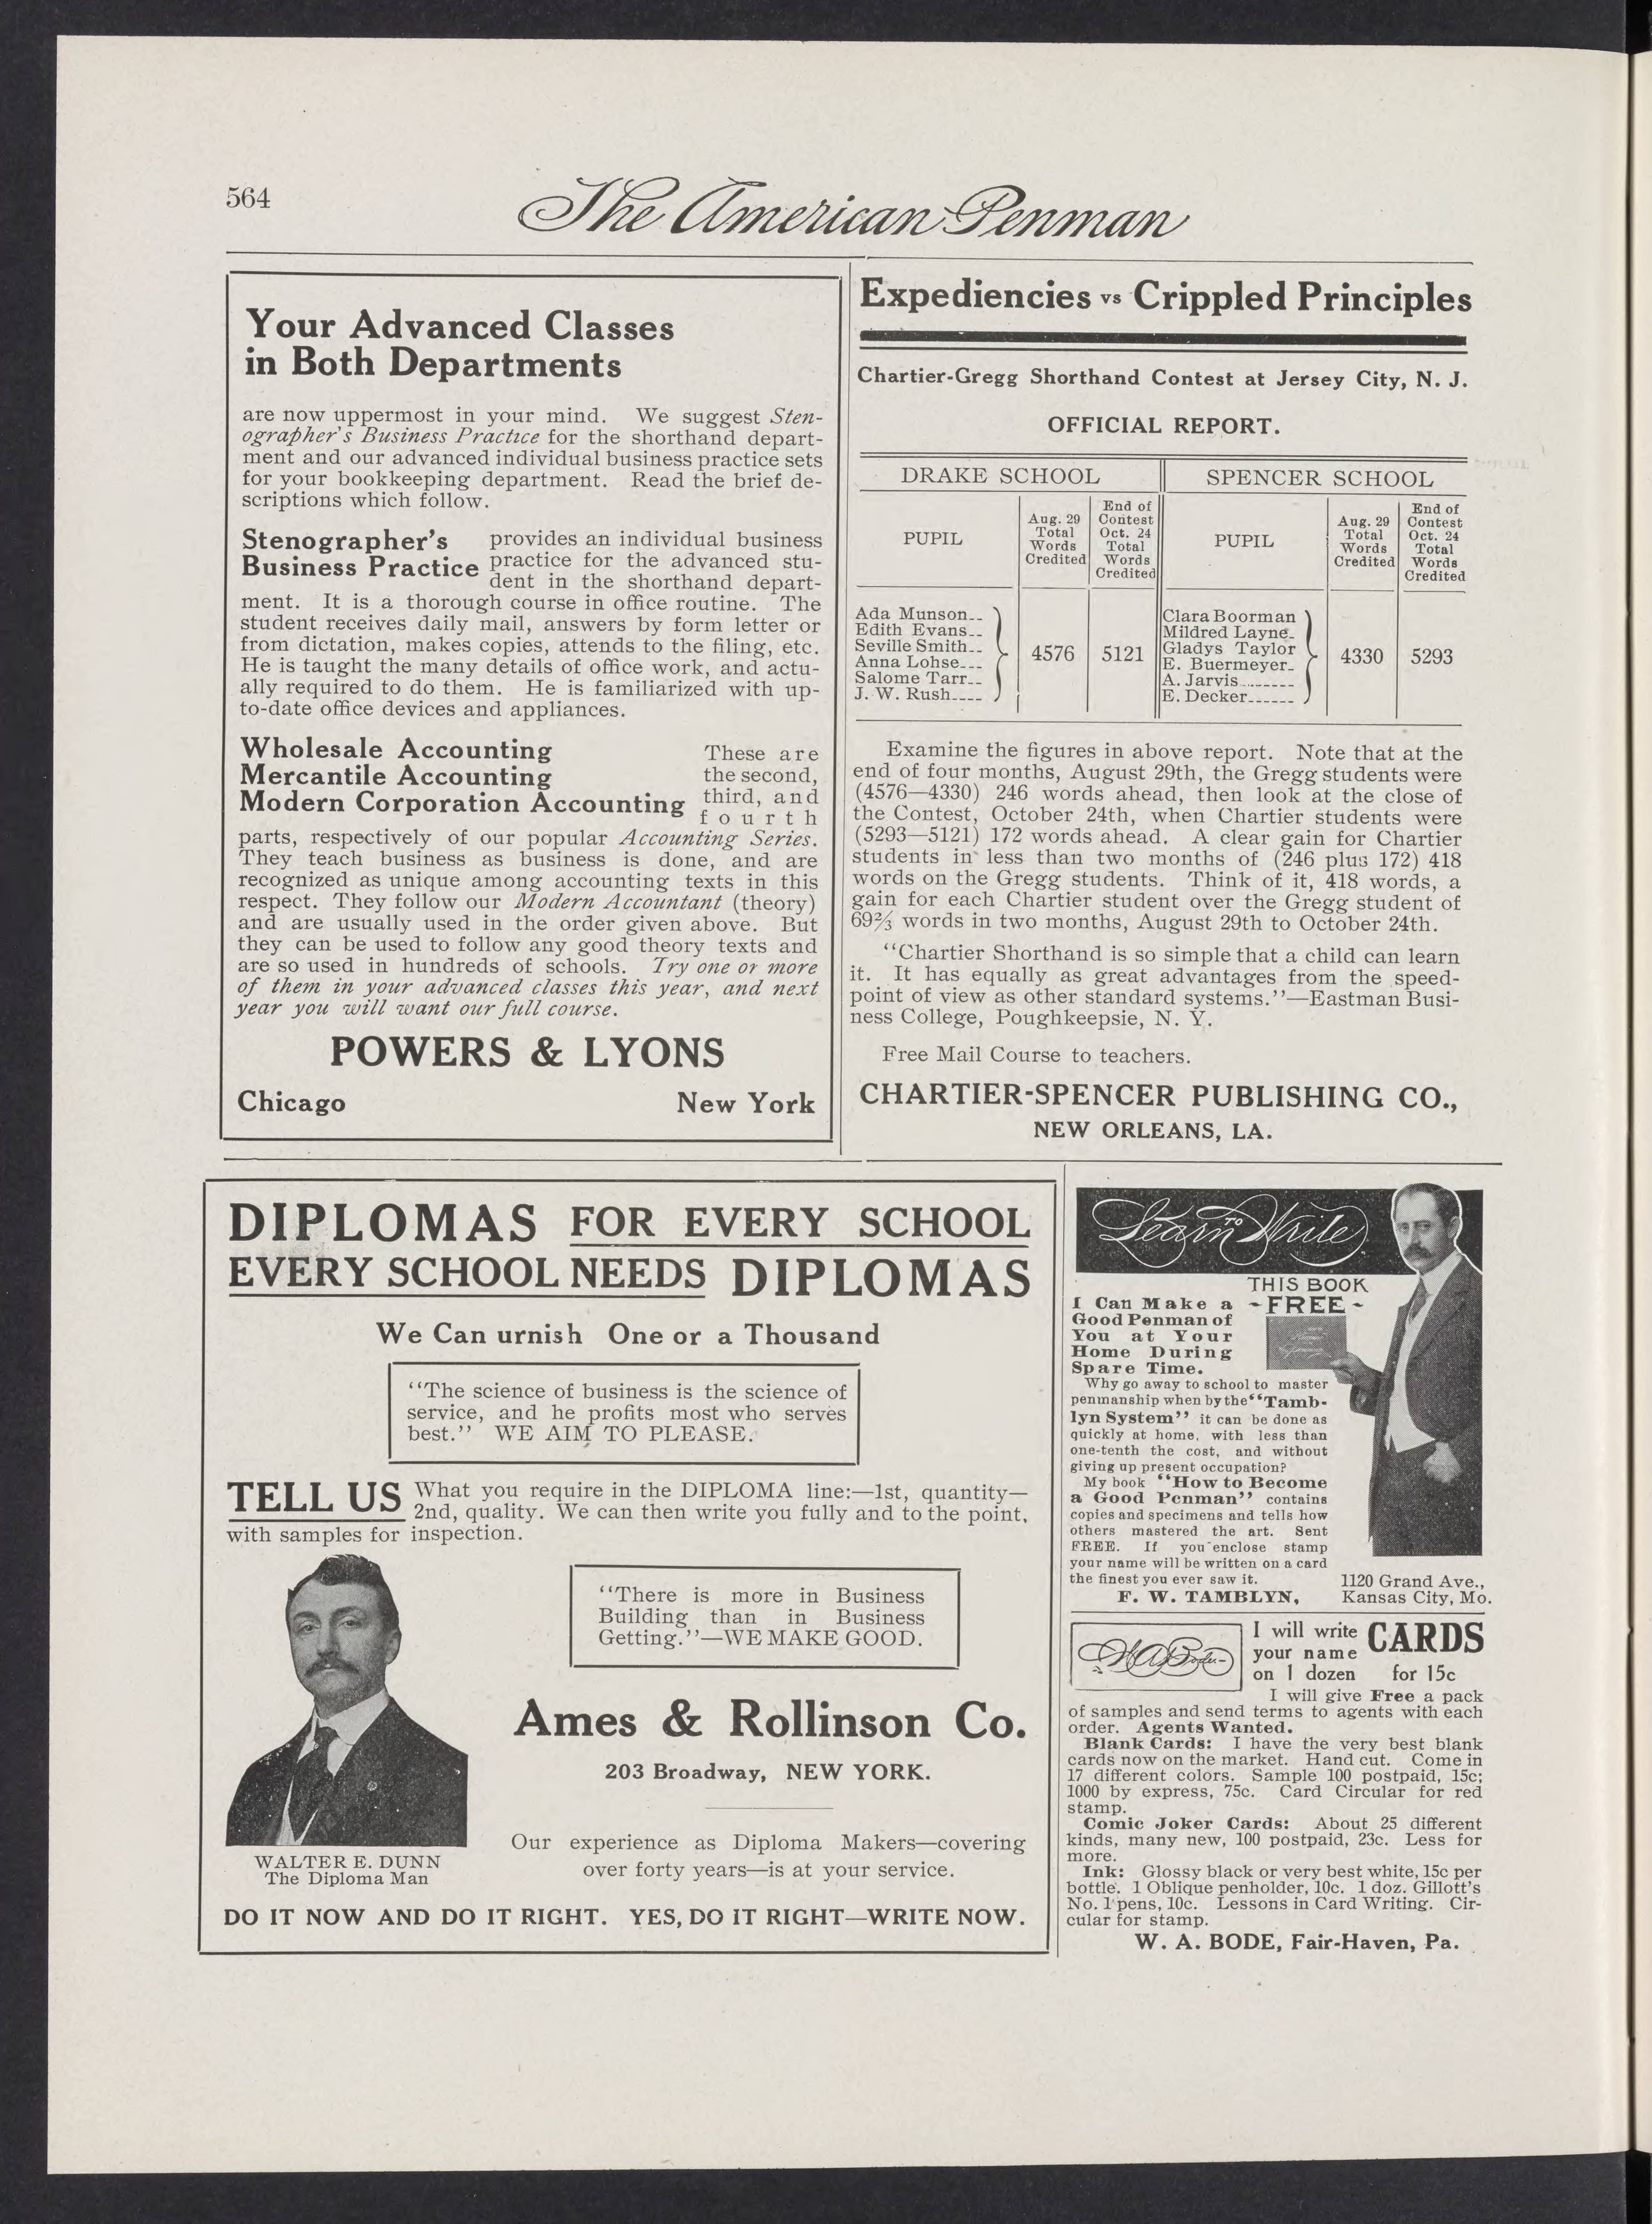 564
The American Penman
Your Advanced Classes
in Both Departments
are now uppermost in your mind. We suggest Sten-
ographer's Business Practice for the shorthand depart-
ment and our advanced individual business practice sets
for your bookkeeping department. Read the brief de-
scriptions which follow.
Stenographer's
Business Practice
provides an individual business
practice for the advanced stu-
dent in the shorthand depart-
ment. It is a thorough course in office routine. The
student receives daily mail, answers by form letter or
from dictation, makes copies, attends to the filing, etc.
He is taught the many details of office work, and actu-
ally required to do them. He is familiarized with up-
to-date office devices and appliances.
Wholesale Accounting
Mercantile Accounting
Modern Corporation Accounting
These are
the second,
third, and
fourth
parts, respectively of our popular Accounting Series.
They teach business as business is done, and are
recognized as unique among accounting texts in this
respect. They follow our Modern Accountant (theory)
and are usually used in the order given above. But
they can be used to follow any good theory texts and
are so used in hundreds of schools. Try one or more
of them in your advanced classes this year, and next
year you will want our full course.
POWERS & LYONS
Chicago New York
Expediencies vs Crippled Principles
Chartier-Gregg Shorthand Contest at Jersey City, N. J.
OFFICIAL REPORT.
DRAKE SCHOOL
PUPIL
Aug. 29
Total
Words
Credited
End of
Contest
Oct. 24
Total
Words
Credited
Ada Munson
Edith Evans
Seville Smith
Anna Lohse
Salome Tarr
J. W. Rush
4576
5121
SPENCER SCHOOL
PUPIL
Aug. 29
Total
Words
Credited
End of
Contest
Oct. 24
Total
Words
Credited
Clara Boorman
Mildred Layne
Gladys Taylor
E. Buermeyer
A. Jarvis
E. Decker
4330
5293
Examine the figures in above report. Note that at the
end of four months, August 29th, the Gregg students were
(4576—4330) 246 words ahead, then look at the close of
the Contest, October 24th, when Chartier students were
(5293—5121) 172 words ahead. A clear gain for Chartier
students in less than two months of (246 plus 172) 418
words on the Gregg students. Think of it, 418 words, a
gain for each Chartier student over the Gregg student of
69⅔ words in two months, August 29th to October 24th.
"Chartier Shorthand is so simple that a child can learn
it. It has equally as great advantages from the speed-
point of view as other standard systems."—Eastman Busi-
ness College, Poughkeepsie, N. Y.
Free Mail Course to teachers.
CHARTIER-SPENCER PUBLISHING CO.,
NEW ORLEANS, LA.
DIPLOMAS FOR EVERY SCHOOL
EVERY SCHOOL NEEDS DIPLOMAS
We Can urnish One or a Thousand
"The science of business is the science of
service, and he profits most who serves
best." WE AIM TO PLEASE.
TELL US
What you require in the DIPLOMA line:—1st, quantity—
2nd, quality. We can then write you fully and to the point,
with samples for inspection.
"There is more in Business
Building than in Business
Getting."—WE MAKE GOOD.
Ames & Rollinson Co.
203 Broadway, NEW YORK.
Our experience as Diploma Makers—covering
over forty years—is at your service.
WALTER E. DUNN
The Diploma Man
DO IT NOW AND DO IT RIGHT. YES, DO IT RIGHT—WRITE NOW.
Learn TO Write
THIS BOOK
~FREE~
I Can Make a
Good Penman of
You at Your
Home During
Spare Time.
Why go away to school to master
penmanship when by the "Tamb-
lyn System" it can be done as
quickly at home, with less than
one-tenth the cost, and without
giving up present occupation?
My book "How to Become
a Good Penman" contains
copies and specimens and tells how
others mastered the art. Sent
FREE. If you enclose stamp
your name will be written on a card
the finest you ever saw it.
F. W. TAMBLYN,
1120 Grand Ave.,
Kansas City, Mo.
W A Bode
I will write
your name
on 1 dozen
CARDS
for 15c
I will give Free a pack
of samples and send terms to agents with each
order. Agents Wanted.
Blank Cards: I have the very best blank
cards now on the market. Hand cut. Come in
17 different colors. Sample 100 postpaid, 15c;
1000 by express, 75c. Card Circular for red
stamp.
Comic Joker Cards: About 25 different
kinds, many new, 100 postpaid, 23c. Less for
more.
Ink: Glossy black or very best white, 15c per
bottle. 1 Oblique penholder, 10c. 1 doz. Gillott's
No. 1 pens, 10c. Lessons in Card Writing. Cir-
cular for stamp.
W. A. BODE, Fair-Haven, Pa.